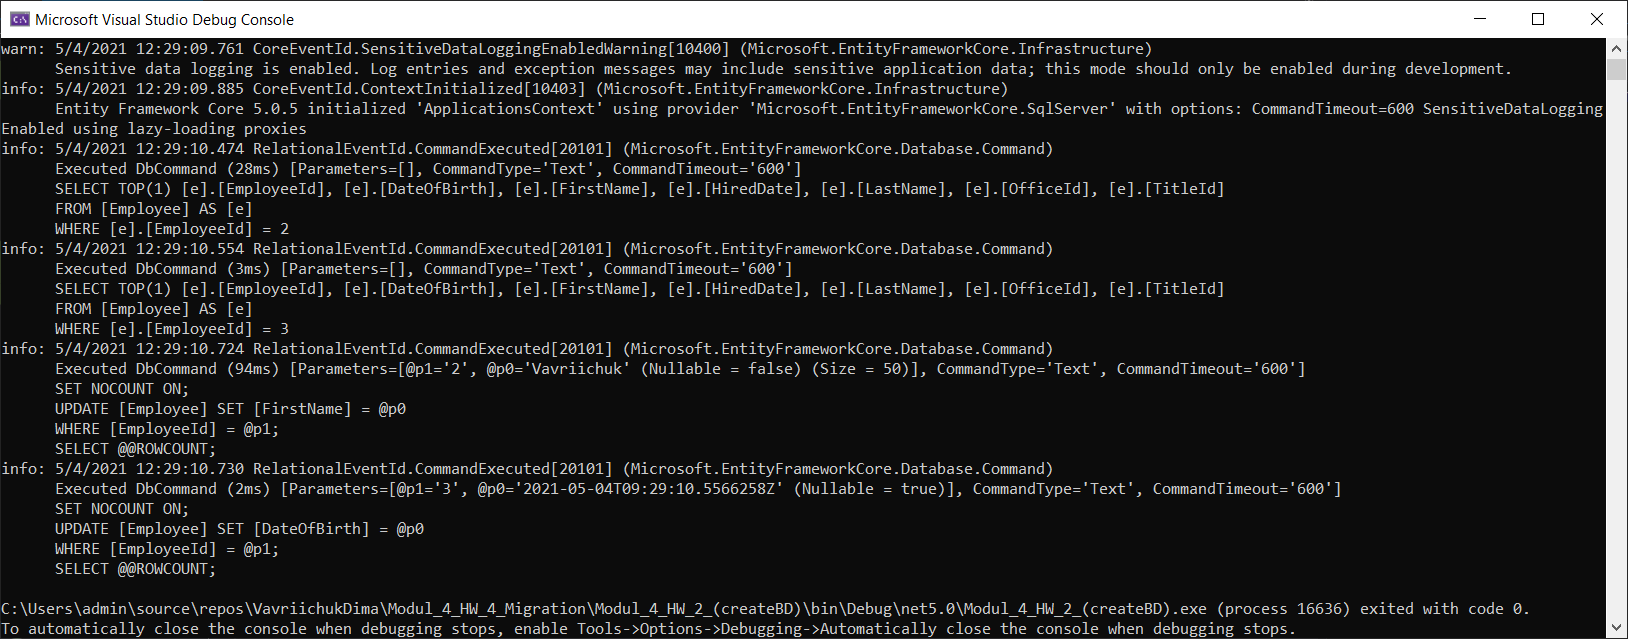 Microsoft Visual Studio Debug Console
warn: 5/4/2021 12:29:09.761 CoreEventId.SensitiveDataLoggingEnabledWarning[10400] (Microsoft.EntityFrameworkCore.Infrastructure)
Sensitive data logging is enabled. Log entries and exception messages may include sensitive application data; this mode should only be enabled during development.
info: 5/4/2021 12:29:09.885 CoreEventId.ContextInitialized[10403] (Microsoft.EntityFrameworkCore.Infrastructure)
Entity Framework Core 5.0.5 initialized 'ApplicationsContext' using provider 'Microsoft.EntityFrameworkCore.SqlServer' with options: CommandTimeout=600 SensitiveDataLogging
Enabled using lazy-loading proxies
info: 5/4/2021 12:29:10.474 RelationalEventId.CommandExecuted[20101] (Microsoft.EntityFrameworkCore.Database.Command)
Executed DbCommand (28ms) [Parameters=[], CommandType='Text', CommandTimeout='600']
SELECT TOP(1) [e].[EmployeeId], [e].[DateOfBirth], [e].[FirstName], [e].[HiredDate], [e].[LastName], [e].[OfficeId], [e].[TitleId]
FROM [Employee] AS [e]
WHERE [e].[EmployeeId] = 2
info: 5/4/2021 12:29:10.554 RelationalEventId.CommandExecuted[20101] (Microsoft.EntityFrameworkCore.Database.Command)
Executed DbCommand (3ms) [Parameters=[], CommandType='Text', CommandTimeout='600']
SELECT TOP(1) [e].[EmployeeId], [e].[DateOfBirth], [e].[FirstName], [e].[HiredDate], [e].[LastName], [e].[OfficeId], [e].[TitleId]
FROM [Employee] AS [e]
WHERE [e].[EmployeeId] = 3
info: 5/4/2021 12:29:10.724 RelationalEventId.CommandExecuted[20101] (Microsoft.EntityFrameworkCore.Database.Command)
Executed DbCommand (94ms) [Parameters=[@p1='2', @p0='Vavriichuk' (Nullable = false) (Size = 50)], CommandType='Text', CommandTimeout='600']
SET NOCOUNT ON;
UPDATE [Employee] SET [FirstName] = @p0
WHERE [EmployeeId] = @p1;
SELECT @@ROWCOUNT;
info: 5/4/2021 12:29:10.730 RelationalEventId.CommandExecuted[20101] (Microsoft.EntityFrameworkCore.Database.Command)
Executed DbCommand (2ms) [Parameters=[@p1='3', @p0='2021-05-04T09:29:10.5566258Z' (Nullable = true)], CommandType='Text', CommandTimeout='600']
SET NOCOUNT ON;
UPDATE [Employee] SET [DateOfBirth] = @p0
WHERE [EmployeeId] = @p1;
SELECT @@ROWCOUNT;
C:\Users\admin\source\repos\VavriichukDima\Modul_4_HW_4_Migration\Modul_4_HW_2_(createBD)\bin\Debug\net5.0\Modul_4_HW_2_(createBD).exe (process 16636) exited with code 0.
To automatically close the console when debugging stops, enable Tools->Options->Debugging->Automatically close the console when debugging stops.